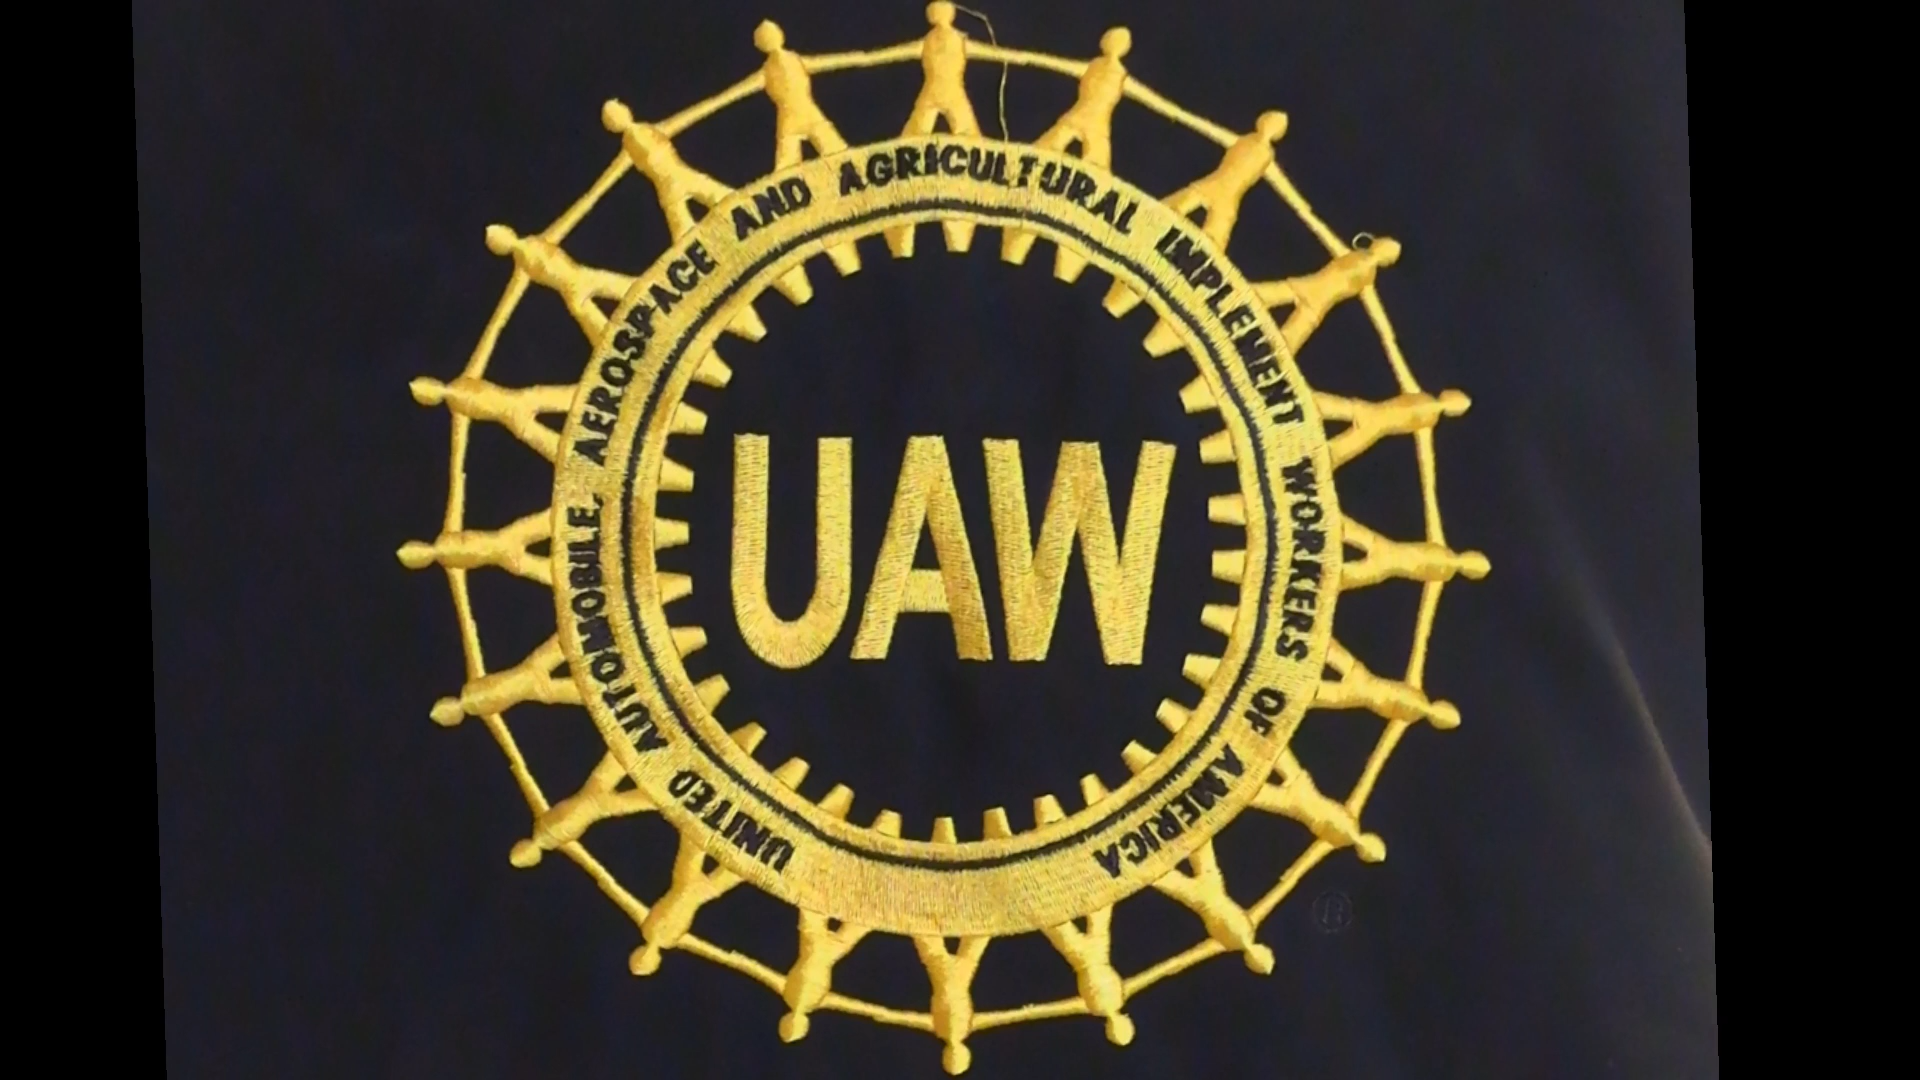 UNITED AUTOMOBILE, AEROSPACE AND AGRICULTURAL IMPLEMENT WORKERS OF AMERICA
UAW
®